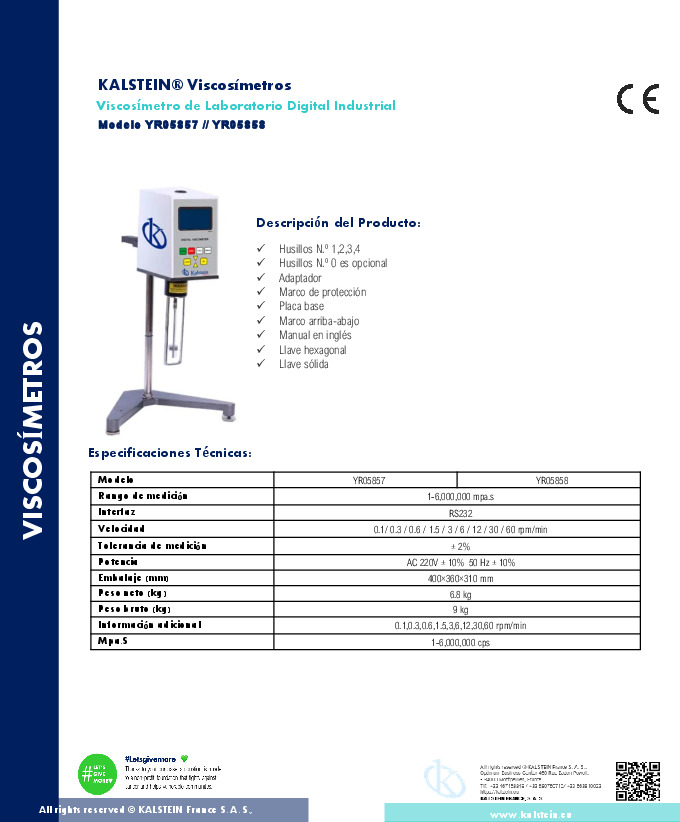 KALSTEIN® Viscosímetros
Viscosímetro de Laboratorio Digital Industrial
Modelo YR05857 // YR05858
CE
DIGITAL VISCOMETER
Kalstein
VISCOSÍMETROS
Descripción del Producto:
✓ Husillos N.º 1,2,3,4
✓ Husillos N.º 0 es opcional
✓ Adaptador
✓ Marco de protección
✓ Placa base
✓ Marco arriba-abajo
✓ Manual en inglés
✓ Llave hexagonal
✓ Llave sólida
Especificaciones Técnicas:
Modelo YR05857 YR05858
Rango de medición 1-6,000,000 mpa.s
Interfaz RS232
Velocidad 0.1/ 0.3 / 0.6 / 1.5 / 3 / 6 / 12 / 30 / 60 rpm/min
Tolerancia de medición ± 2%
Potencia AC 220V ± 10% 50 Hz ± 10%
Embalaje (mm) 400×360×310 mm
Peso neto (kg) 6.8 kg
Peso bruto (kg) 9 kg
Información adicional 0.1,0.3,0.6,1.5,3,6,12,30,60 rpm/min
Mpa.S 1-6,000,000 cps
# LET'S GIVE MORE
#Letsgivemore
All rights reserved © KALSTEIN France S. A. S.,
KALSTEIN FRANCE, S. A. S
All rights reserved © KALSTEIN France S. A. S.,